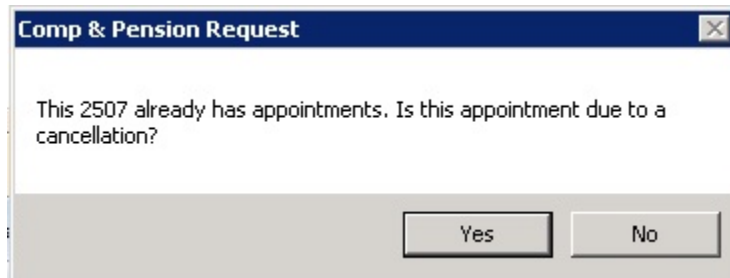 Comp & Pension Request
This 2507 already has appointments. Is this appointment due to a
cancellation?
Yes No